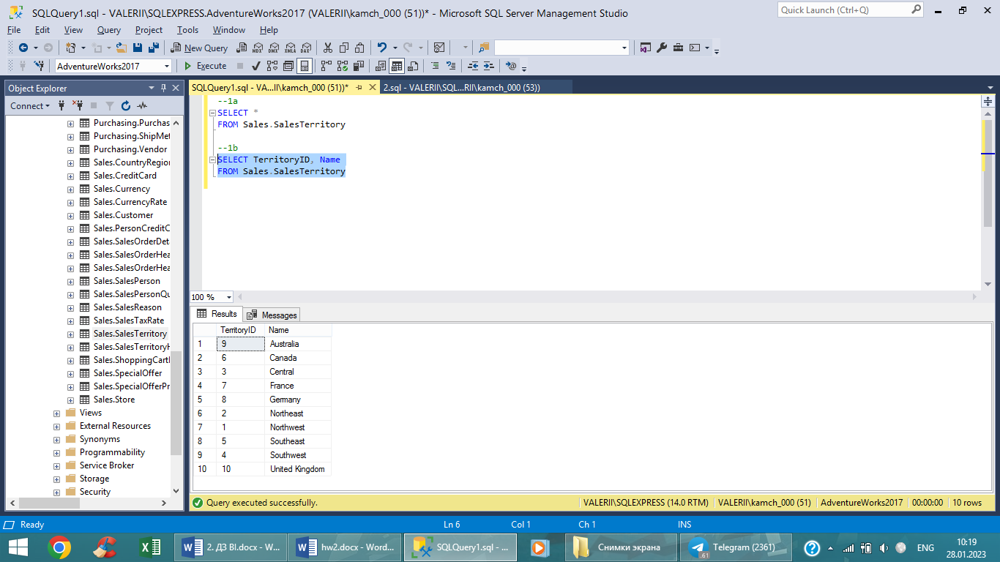 SQLQuery1.sql - VALERII\SQLEXPRESS.AdventureWorks2017 (VALERII\kamch_000 (51))* - Microsoft SQL Server Management Studio
Quick Launch (Ctrl+Q)
File Edit View Query Project Tools Window Help
New Query MDX DMX XMLA DAX
AdventureWorks2017 Execute
Object Explorer
Connect
Purchasing.Purchas
Purchasing.ShipMet
Purchasing.Vendor
Sales.CountryRegion
Sales.CreditCard
Sales.Currency
Sales.CurrencyRate
Sales.Customer
Sales.PersonCreditC
Sales.SalesOrderDet
Sales.SalesOrderHea
Sales.SalesOrderHea
Sales.SalesPerson
Sales.SalesPersonQu
Sales.SalesReason
Sales.SalesTaxRate
Sales.SalesTerritory
Sales.SalesTerritoryH
Sales.ShoppingCartI
Sales.SpecialOffer
Sales.SpecialOfferPr
Sales.Store
Views
External Resources
Synonyms
Programmability
Service Broker
Storage
Security
SQLQuery1.sql - VA...II\kamch_000 (51))* 2.sql - VALERII\SQL...RII\kamch_000 (53))
--1a
SELECT *
FROM Sales.SalesTerritory
--1b
SELECT TerritoryID, Name
FROM Sales.SalesTerritory
100 %
Results Messages
TerritoryID Name
1 9 Australia
2 6 Canada
3 3 Central
4 7 France
5 8 Germany
6 2 Northeast
7 1 Northwest
8 5 Southeast
9 4 Southwest
10 10 United Kingdom
Query executed successfully. VALERII\SQLEXPRESS (14.0 RTM) VALERII\kamch_000 (51) AdventureWorks2017 00:00:00 10 rows
Ready Ln 6 Col 1 Ch 1 INS
2. ДЗ BI.docx - W... hw2.docx - Word... SQLQuery1.sql - ... Снимки экрана Telegram (2361) .61 ENG
10:19
28.01.2023